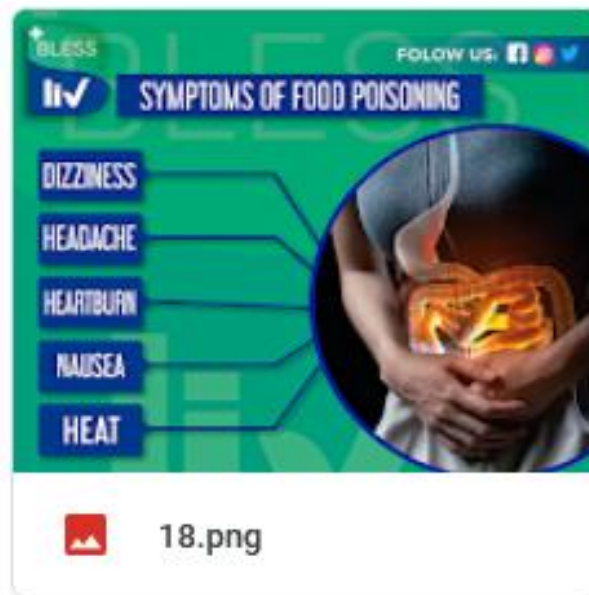 BLESS
FOLOW US:
liv
SYMPTOMS OF FOOD POISONING
DIZZINESS
HEADACHE
HEARTBURN
NAUSEA
HEAT
18.png